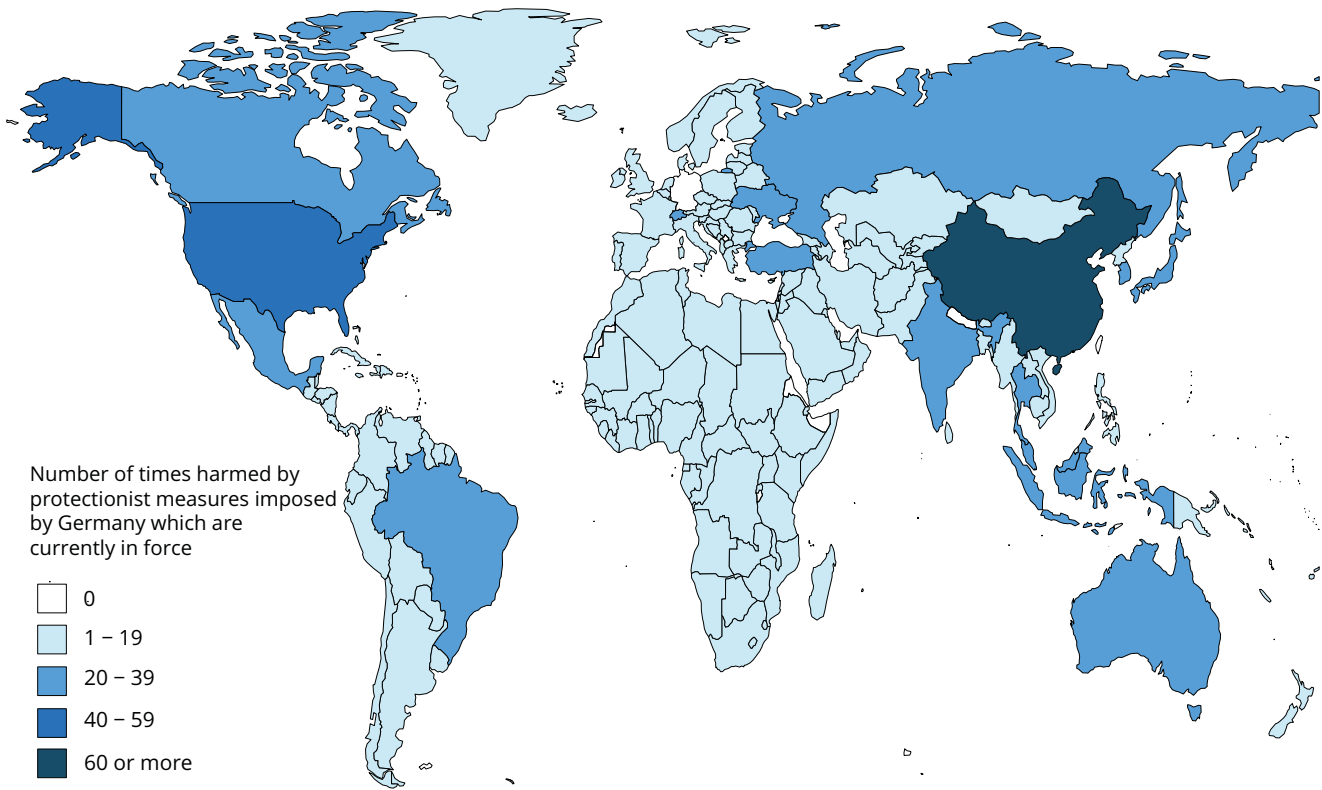 Number of times harmed by
protectionist measures imposed
by Germany which are
currently in force
0
1 – 19
20 – 39
40 – 59
60 or more